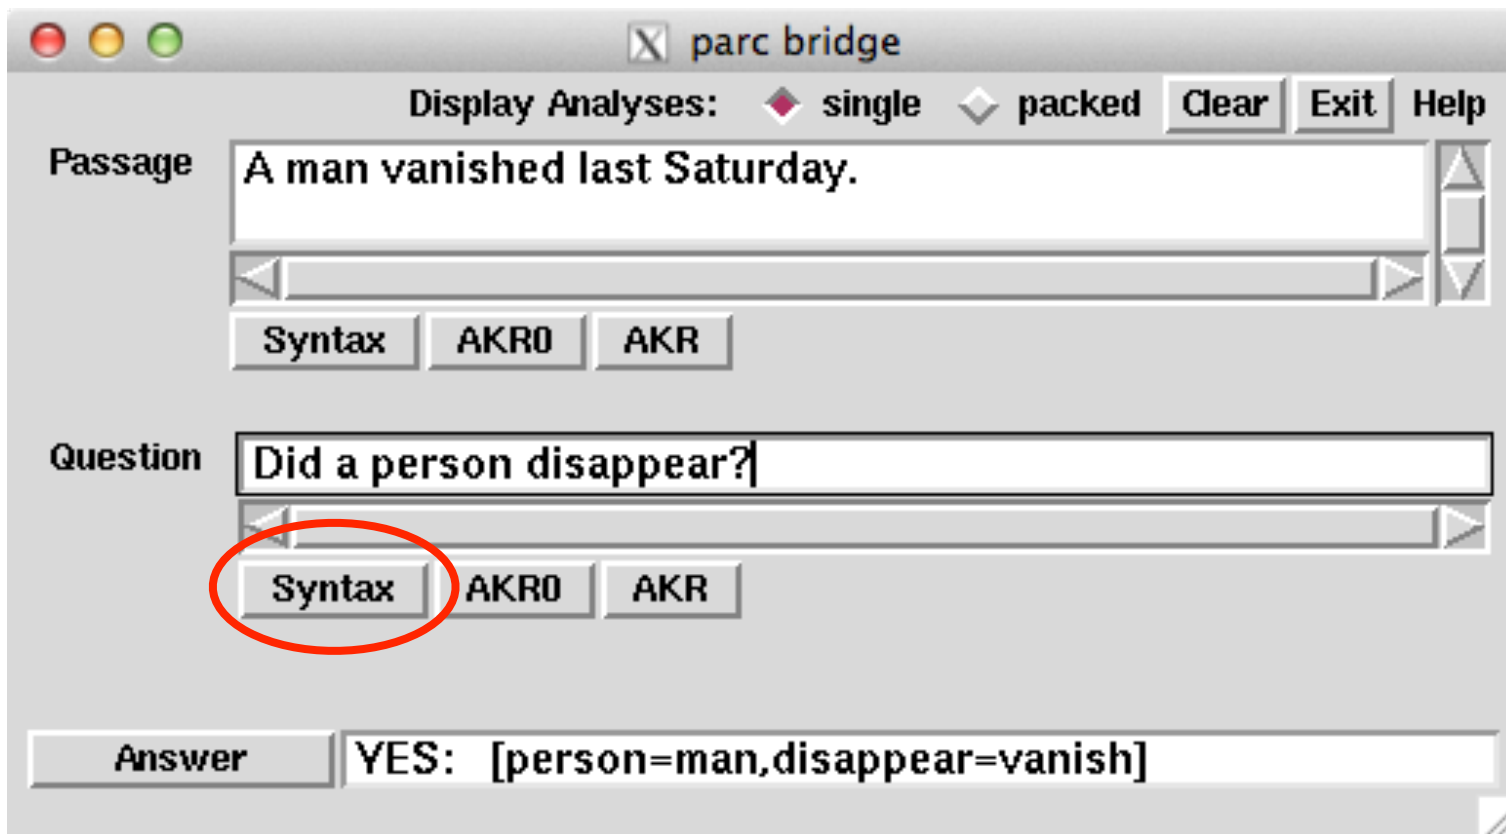 X parc bridge
Display Analyses: single packed Clear Exit Help
Passage A man vanished last Saturday.
Syntax AKR0 AKR
Question Did a person disappear?
Syntax AKR0 AKR
Answer YES: [person=man,disappear=vanish]